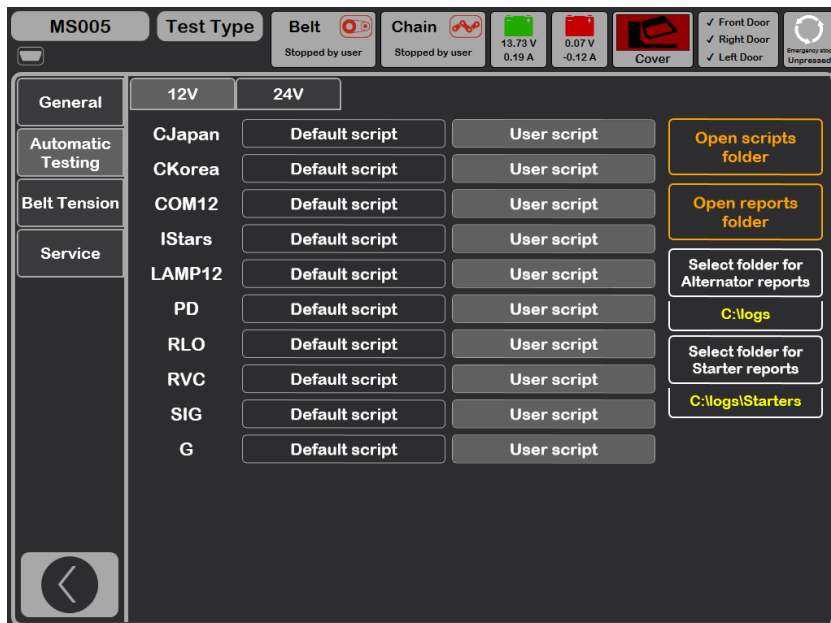 MS005
Test Type
Belt
Stopped by user
Chain
Stopped by user
13.73 V
0.19 A
0.07 V
-0.12 A
Cover
✓ Front Door
✓ Right Door
✓ Left Door
Emergency stop
Unpressed
General
Automatic
Testing
Belt Tension
Service
12V
24V
CJapan Default script User script
CKorea Default script User script
COM12 Default script User script
IStars Default script User script
LAMP12 Default script User script
PD Default script User script
RLO Default script User script
RVC Default script User script
SIG Default script User script
G Default script User script
Open scripts
folder
Open reports
folder
Select folder for
Alternator reports
C:\logs
Select folder for
Starter reports
C:\logs\Starters